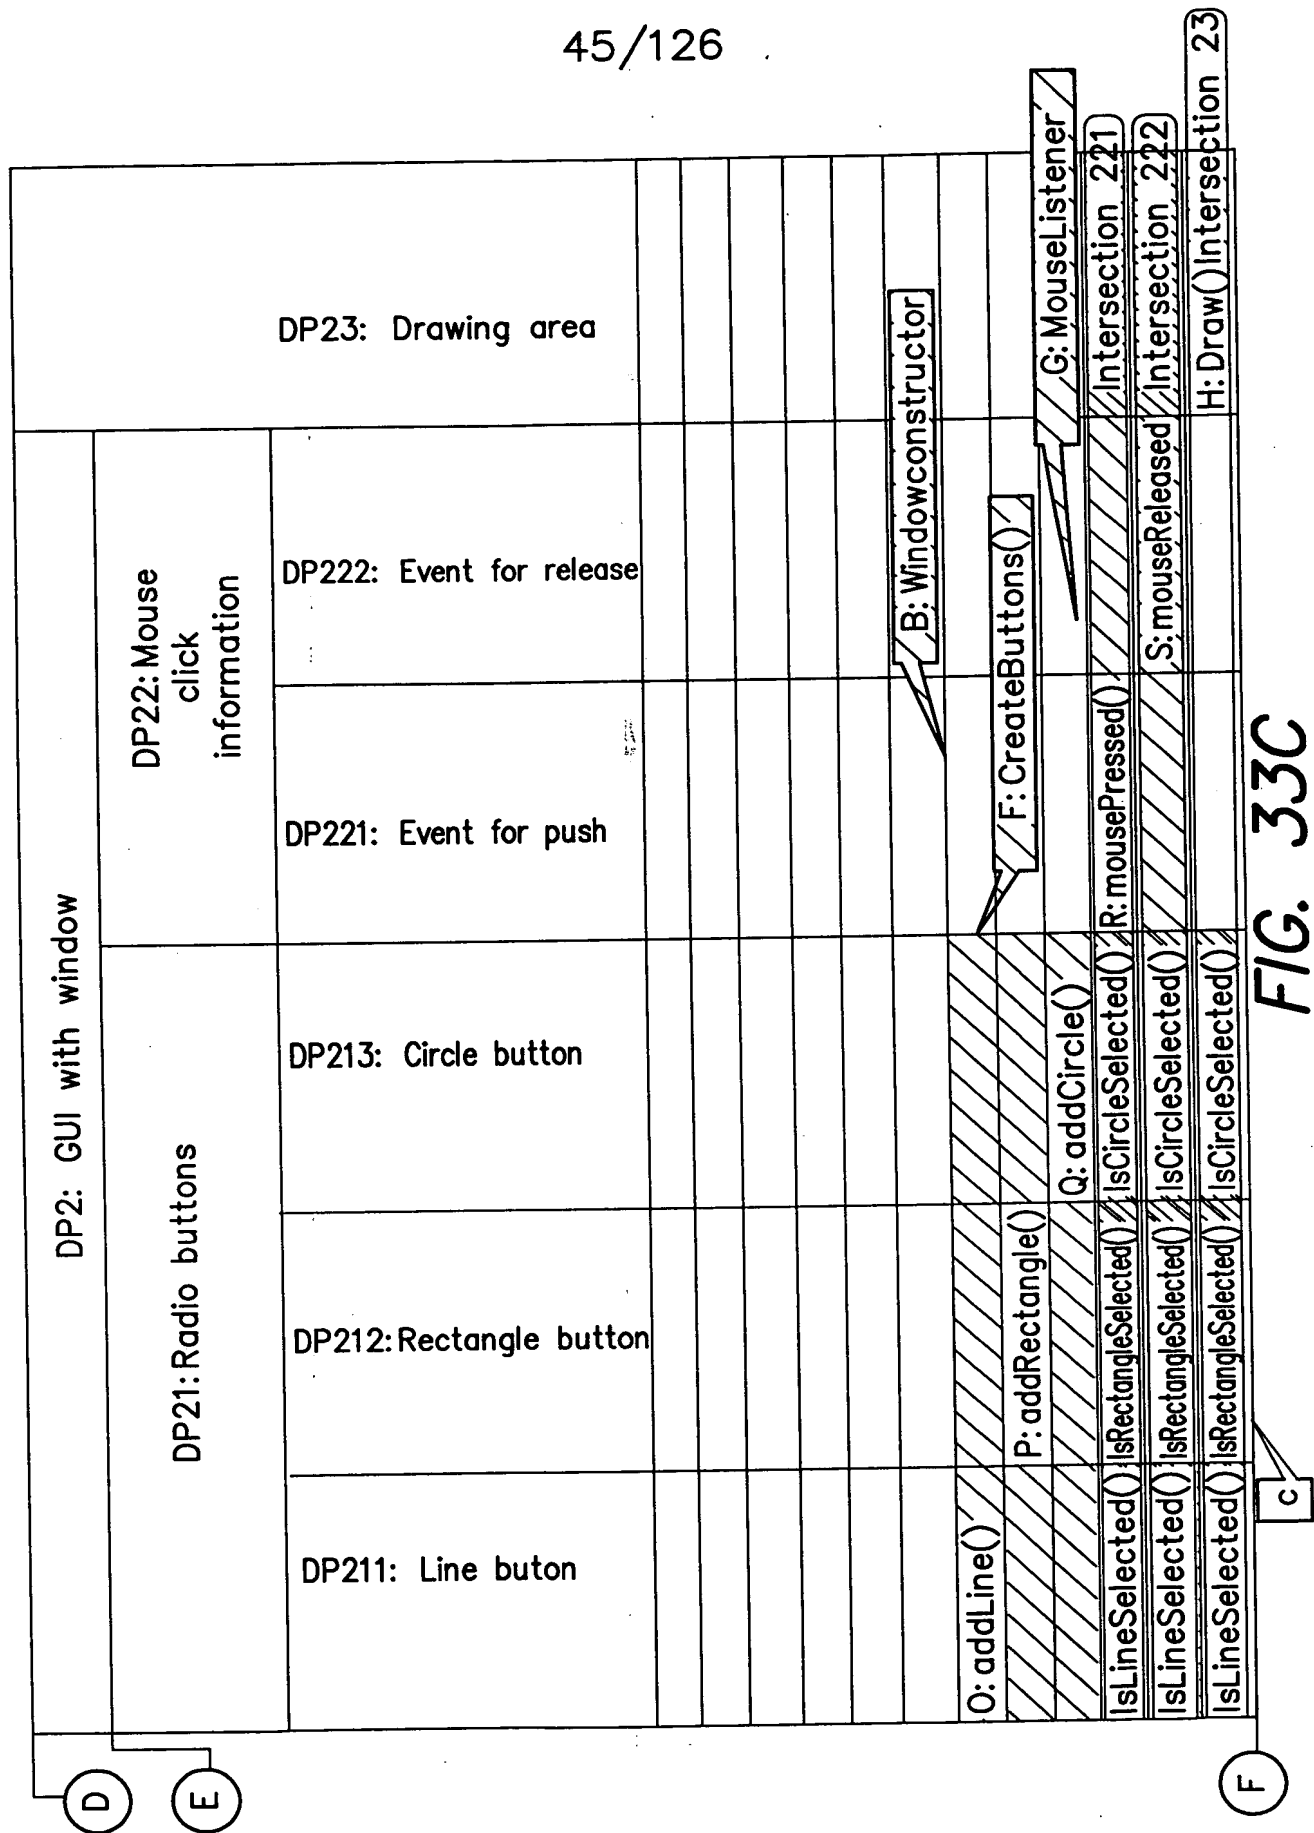 45/126
DP2: GUI with window
DP21:Radio buttons
DP22:Mouse
click
information
DP211: Line buton
DP212:Rectangle button
DP213: Circle button
DP221: Event for push
DP222: Event for release
DP23: Drawing area
B: Windowconstructor
O: addLine()
F: CreateButtons()
P: addRectangle()
G: MouseListener
Q: addCircle()
IsLineSelected() IsRectangleSelected() IsCircleSelected() R: mousePressed() Intersection 221
IsLineSelected() IsRectangleSelected() IsCircleSelected() S: mouseReleased Intersection 222
IsLineSelected() IsRectangleSelected() IsCircleSelected() H: Draw() Intersection 23
C
D
E
F
FIG. 33C